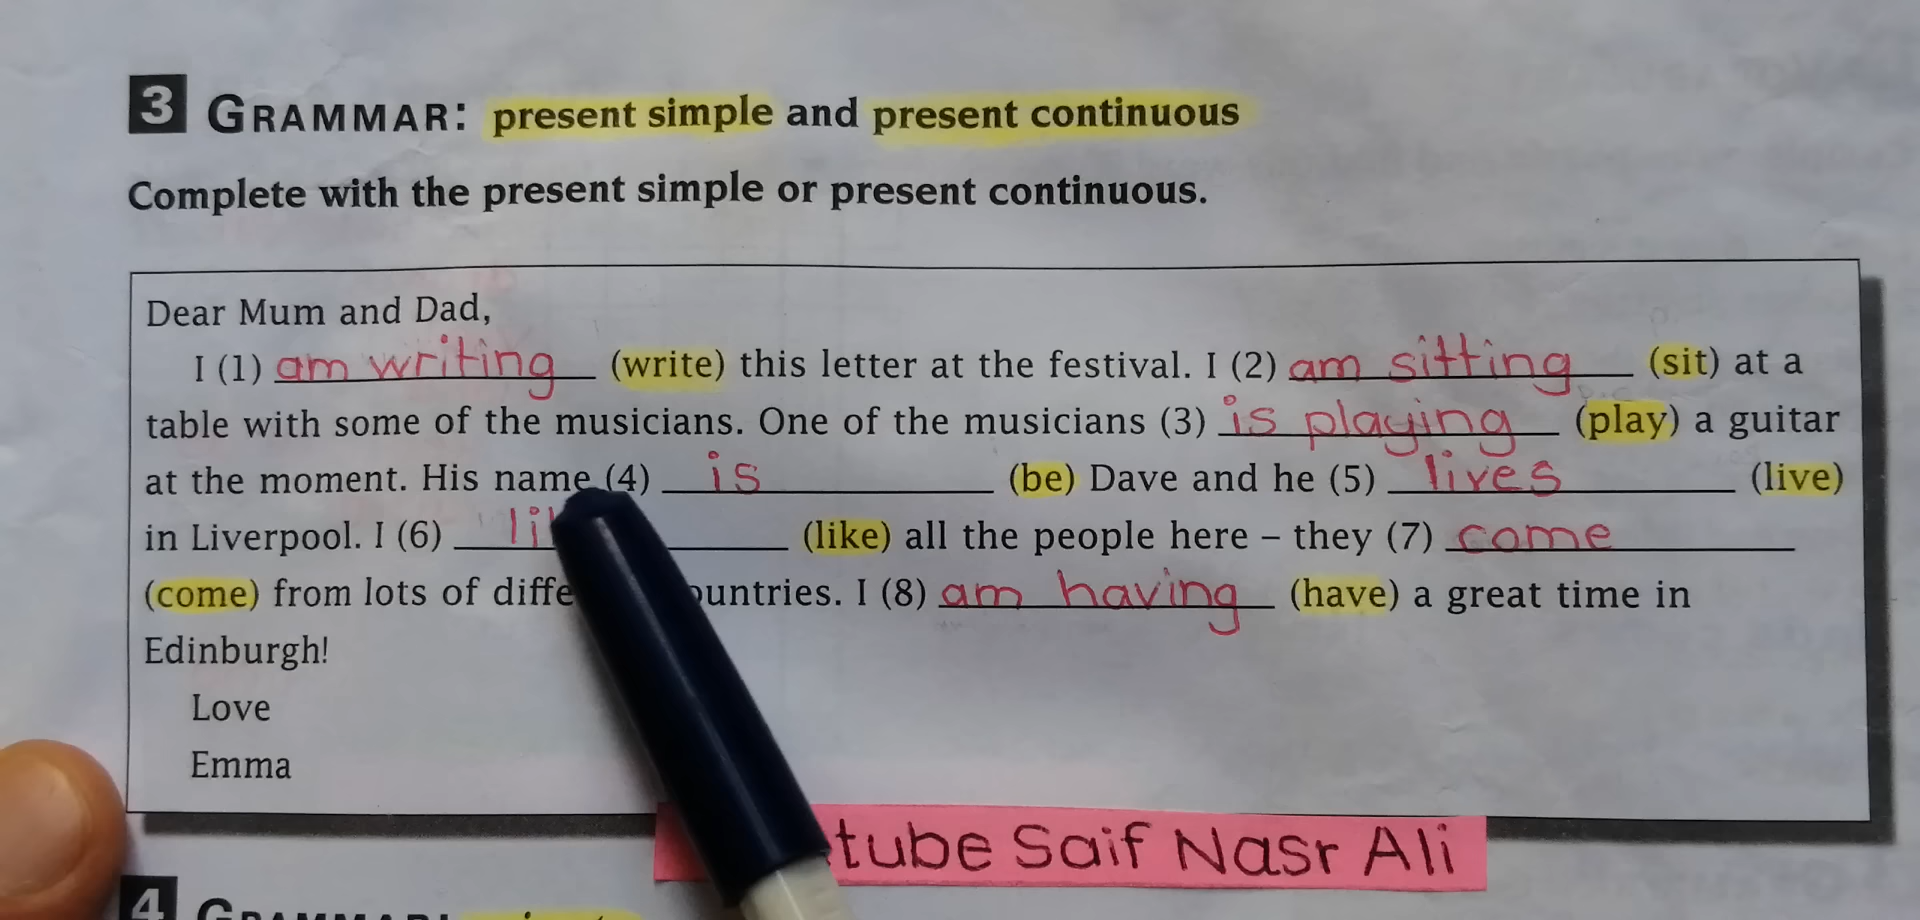 3 GRAMMAR: present simple and present continuous
Complete with the present simple or present continuous.
Dear Mum and Dad,
I (1) am writing (write) this letter at the festival. I (2) am sitting (sit) at a
table with some of the musicians. One of the musicians (3) is playing (play) a guitar
at the moment. His name (4) is (be) Dave and he (5) lives (live)
in Liverpool. I (6) (like) all the people here – they (7) come
(come) from lots of I (8) am having (have) a great time in
Edinburgh!
Love
Emma
Saif Nasr Ali
4